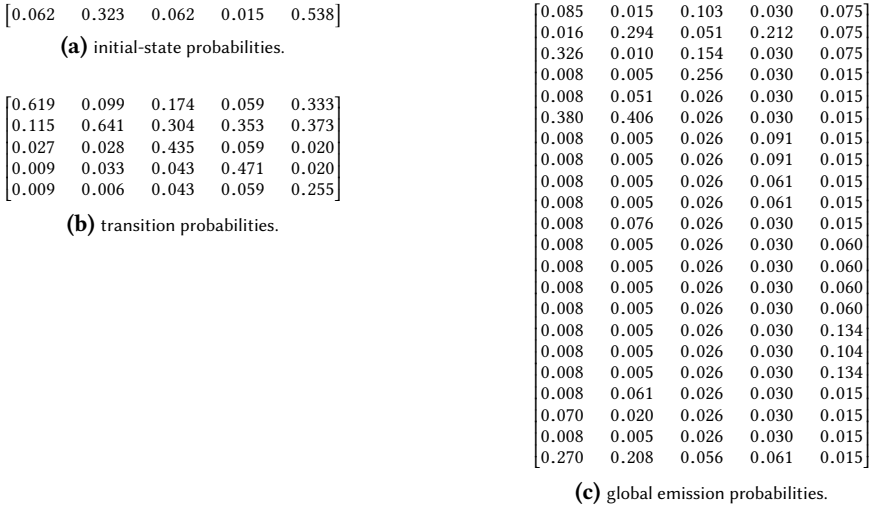 [0.062 0.323 0.062 0.015 0.538]
(a) initial-state probabilities.
[0.619 0.099 0.174 0.059 0.333
0.115 0.641 0.304 0.353 0.373
0.027 0.028 0.435 0.059 0.020
0.009 0.033 0.043 0.471 0.020
0.009 0.006 0.043 0.059 0.255]
(b) transition probabilities.
[0.085 0.015 0.103 0.030 0.075
0.016 0.294 0.051 0.212 0.075
0.326 0.010 0.154 0.030 0.075
0.008 0.005 0.256 0.030 0.015
0.008 0.051 0.026 0.030 0.015
0.380 0.406 0.026 0.030 0.015
0.008 0.005 0.026 0.091 0.015
0.008 0.005 0.026 0.091 0.015
0.008 0.005 0.026 0.061 0.015
0.008 0.005 0.026 0.061 0.015
0.008 0.076 0.026 0.030 0.015
0.008 0.005 0.026 0.030 0.060
0.008 0.005 0.026 0.030 0.060
0.008 0.005 0.026 0.030 0.060
0.008 0.005 0.026 0.030 0.060
0.008 0.005 0.026 0.030 0.134
0.008 0.005 0.026 0.030 0.104
0.008 0.005 0.026 0.030 0.134
0.008 0.061 0.026 0.030 0.015
0.070 0.020 0.026 0.030 0.015
0.008 0.005 0.026 0.030 0.015
0.270 0.208 0.056 0.061 0.015]
(c) global emission probabilities.